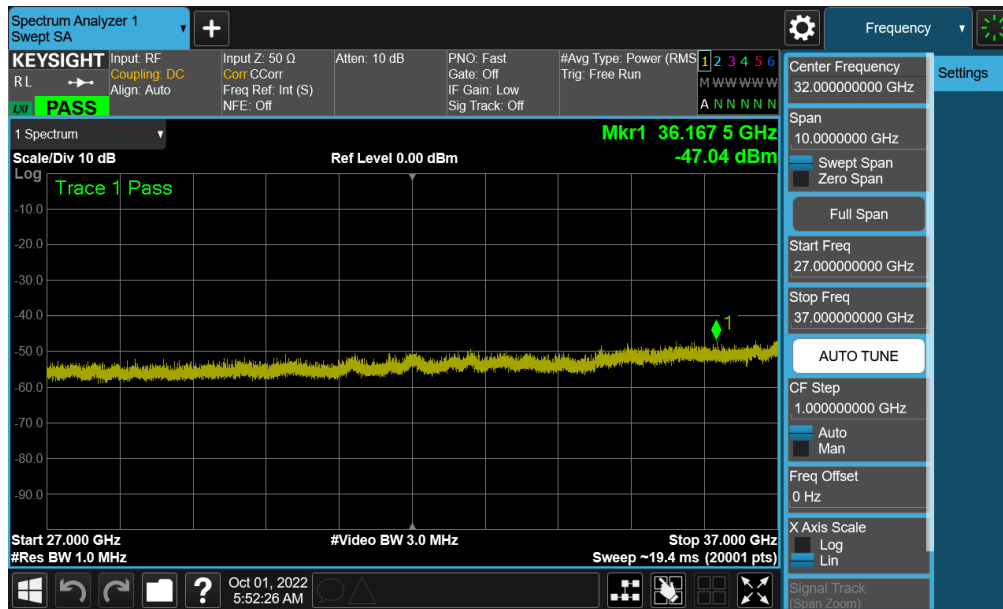 Spectrum Analyzer 1
Swept SA
+
Frequency
KEYSIGHT
RL
LXI PASS
Input: RF
Coupling: DC
Align: Auto
Input Z: 50 Ω
Corr CCorr
Freq Ref: Int (S)
NFE: Off
Atten: 10 dB
PNO: Fast
Gate: Off
IF Gain: Low
Sig Track: Off
#Avg Type: Power (RMS
Trig: Free Run
1 2 3 4 5 6
M W W W W W
A N N N N N
1 Spectrum
Mkr1 36.167 5 GHz
Scale/Div 10 dB
Ref Level 0.00 dBm
-47.04 dBm
Log
Trace 1 Pass
-10.0
-20.0
-30.0
-40.0
1
-50.0
-60.0
-70.0
-80.0
-90.0
Start 27.000 GHz
#Video BW 3.0 MHz
Stop 37.000 GHz
#Res BW 1.0 MHz
Sweep ~19.4 ms (20001 pts)
?
Oct 01, 2022
5:52:26 AM
Center Frequency
32.000000000 GHz
Settings
Span
10.0000000 GHz
Swept Span
Zero Span
Full Span
Start Freq
27.000000000 GHz
Stop Freq
37.000000000 GHz
AUTO TUNE
CF Step
1.000000000 GHz
Auto
Man
Freq Offset
0 Hz
X Axis Scale
Log
Lin
Signal Track
(Span Zoom)